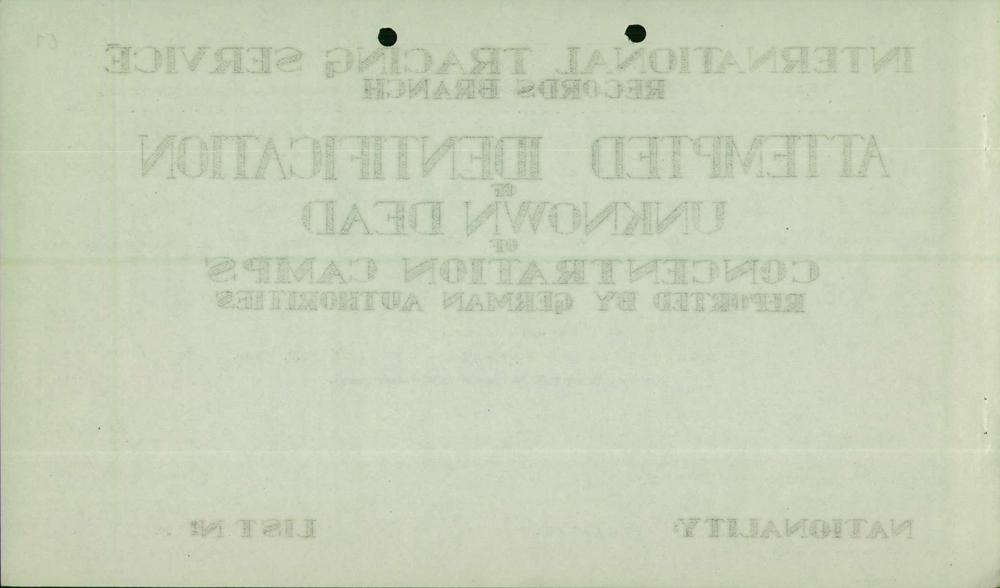 INTERNATIONAL TRACING SERVICE
RECORDS BRANCH
ATTEMPTED IDENTIFICATION
OF
UNKNOWN DEAD
OF
CONCENTRATION CAMPS
REPORTED BY GERMAN AUTHORITIES
NATIONALITY: LIST Nº